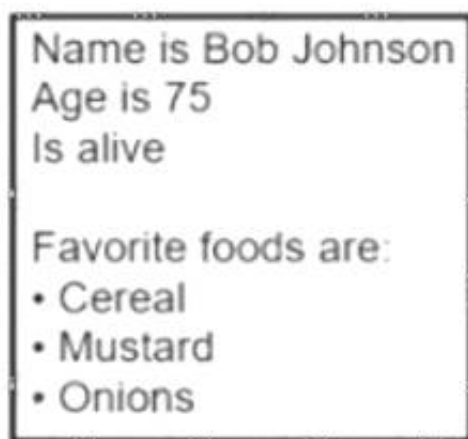 Name is Bob Johnson
Age is 75
Is alive
Favorite foods are:
• Cereal
• Mustard
• Onions